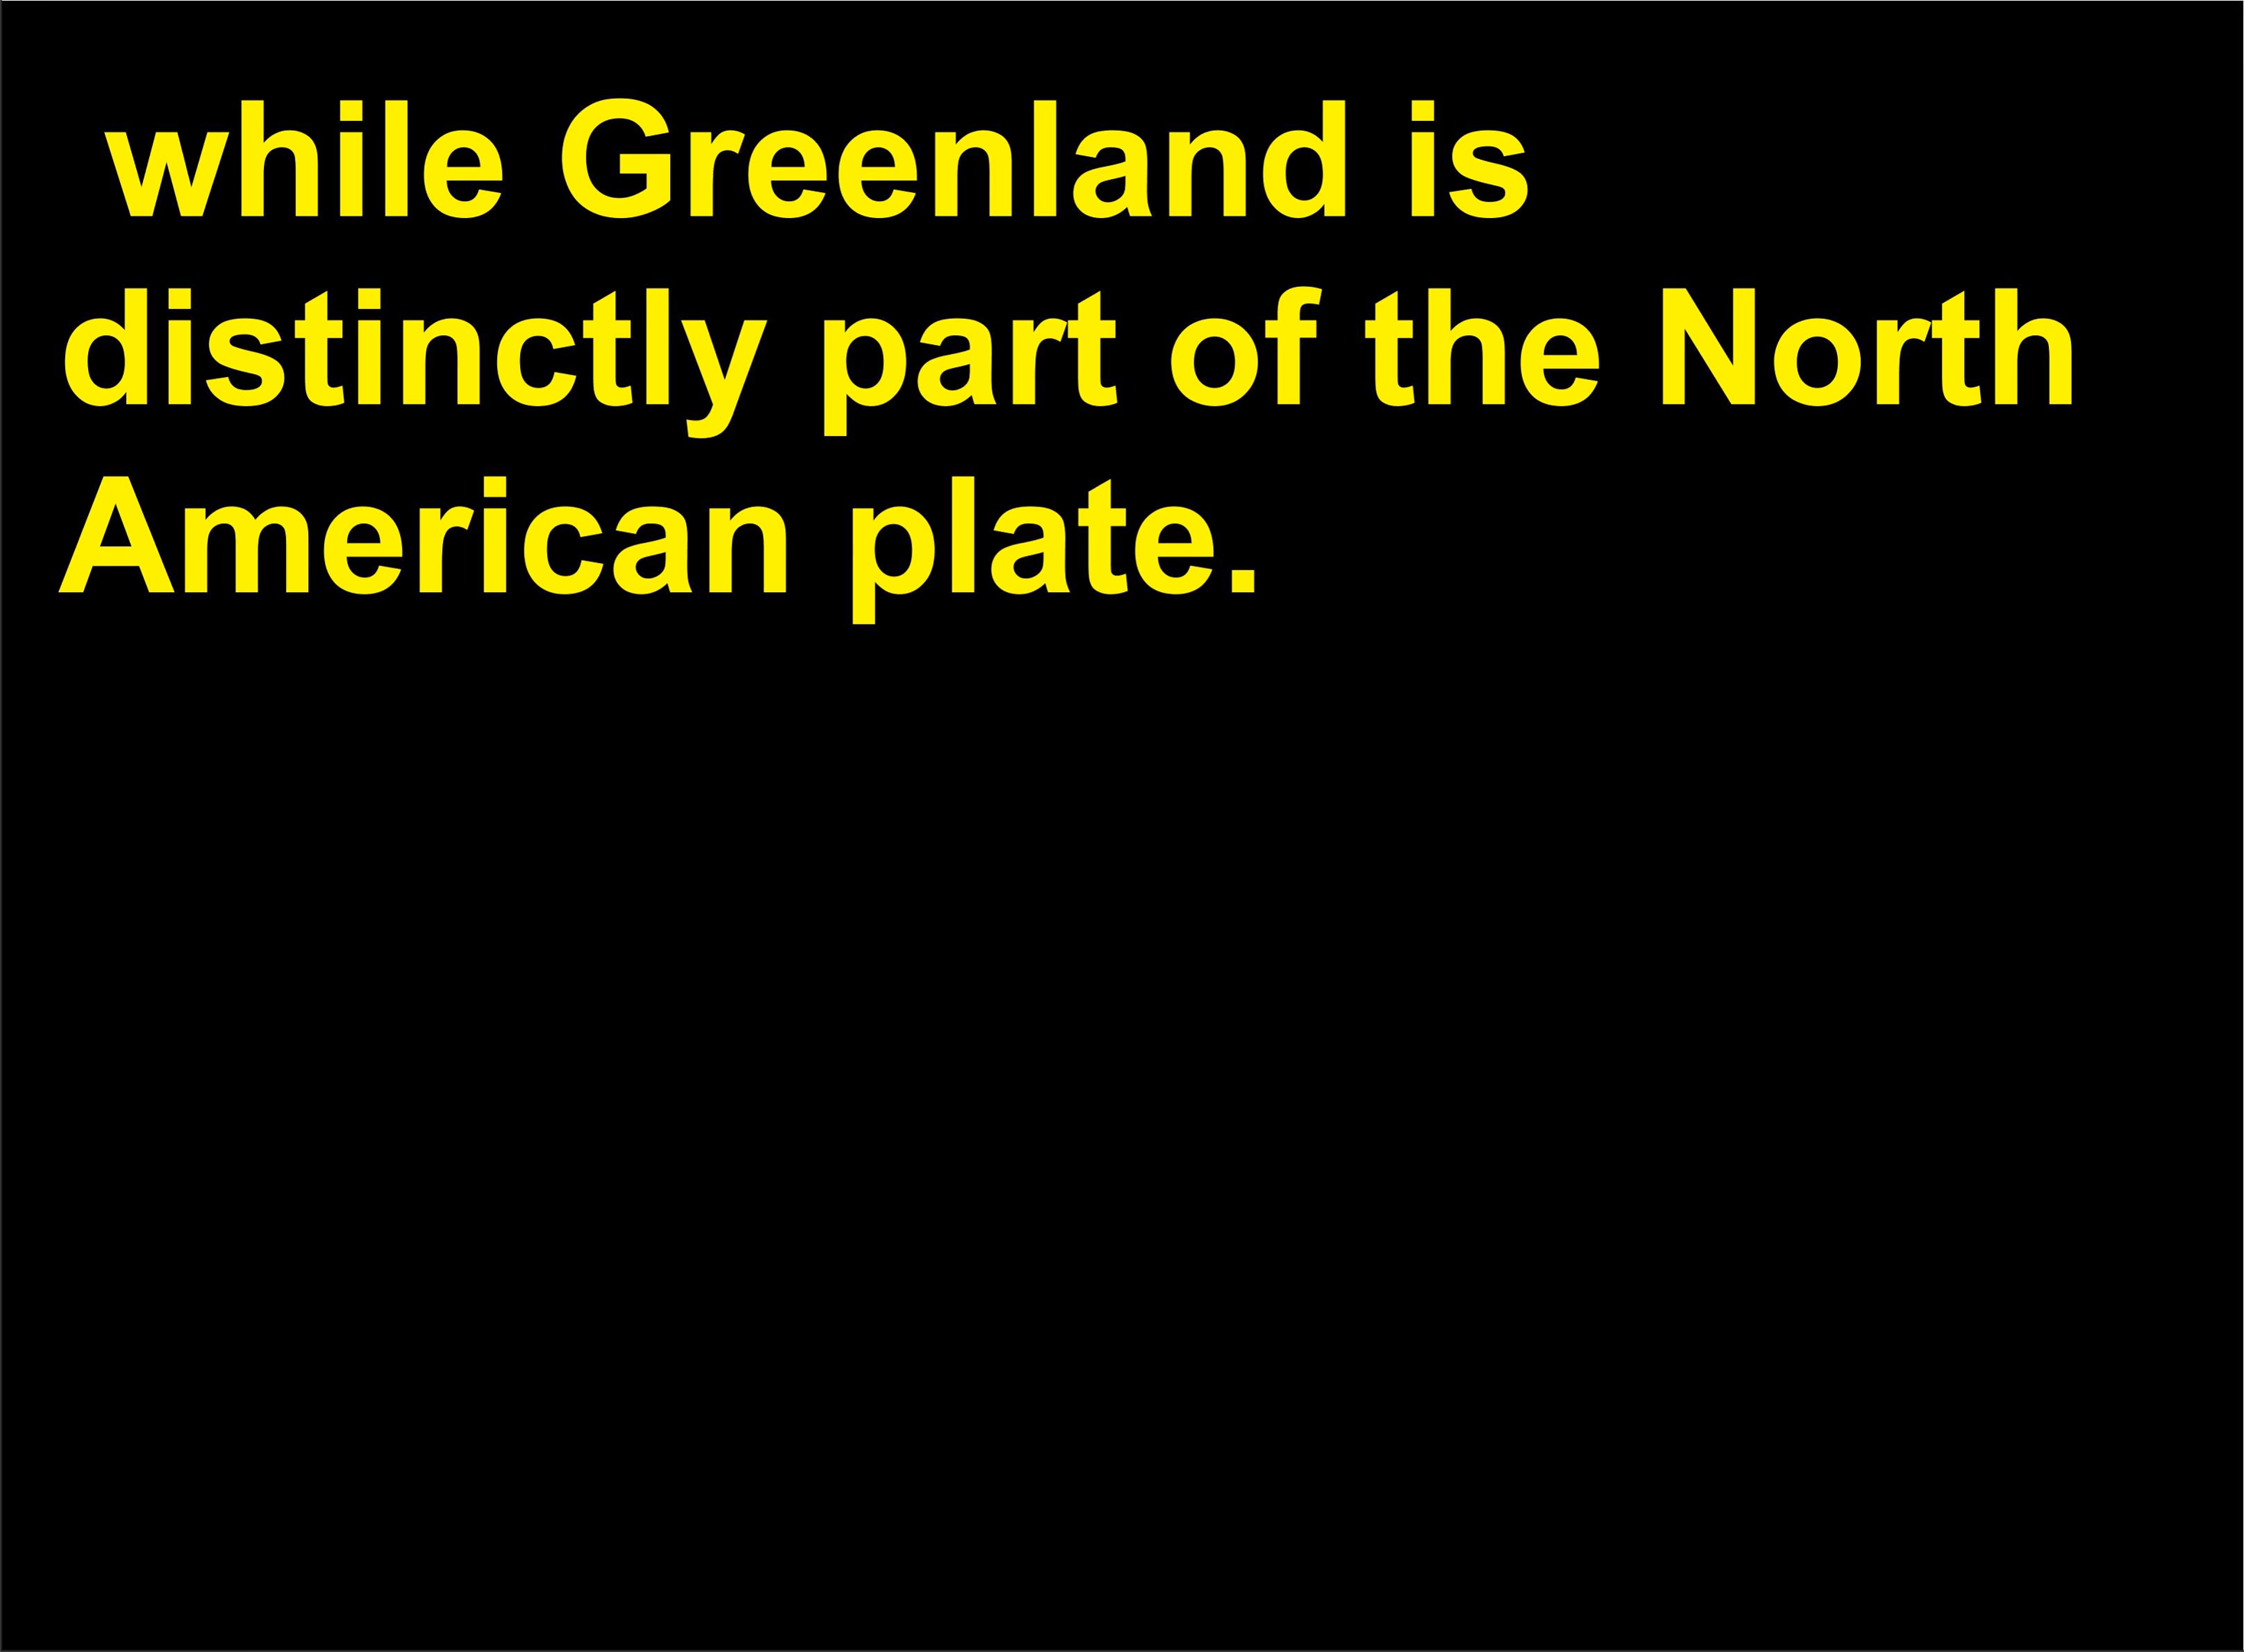 while Greenland is
distinctly part of the North
American plate.